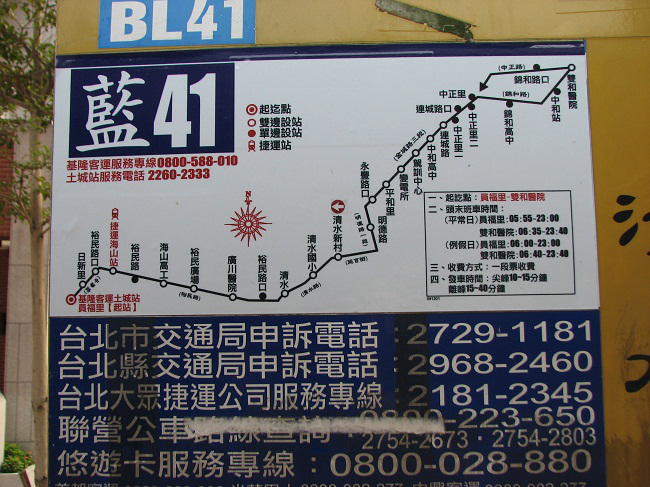 BL41
藍41
基隆客運服務專線0800-588-010
土城站服務電話 2260-2333
起迄點
雙邊設站
單邊設站
捷運站
N
(中正路)
錦和路口
雙和醫院
中和站
(錦和路)
錦和高中
中正里
中正里二
中正里一
連城路口
連城路
(金城路三段)
中和高中
駕訓中心
變電所
平和里
永豐路口
明德路
清水新村
清水國小
清水
裕民路口
廣川醫院
裕民廣場
(裕民路)
海山高工
裕民路
捷運海山站
裕民路口
日新里
基隆客運土城站
員福里【起站】
一、起訖點：員福里-雙和醫院
二、頭末班車時間：
(平常日)員福里：05:55-23:00
雙和醫院：06:35-23:40
(例假日)員福里：06:00-23:00
雙和醫院：06:40-23:40
三、收費方式：一段票收費
四、發車時間：尖峰10~15分鐘
離峰15~40分鐘
台北市交通局申訴電話：2729-1181
台北縣交通局申訴電話：2968-2460
台北大眾捷運公司服務專線：2181-2345
聯營公車路線查詢：0800-223-650
2754-2673．2754-2803
悠遊卡服務專線：0800-028-880